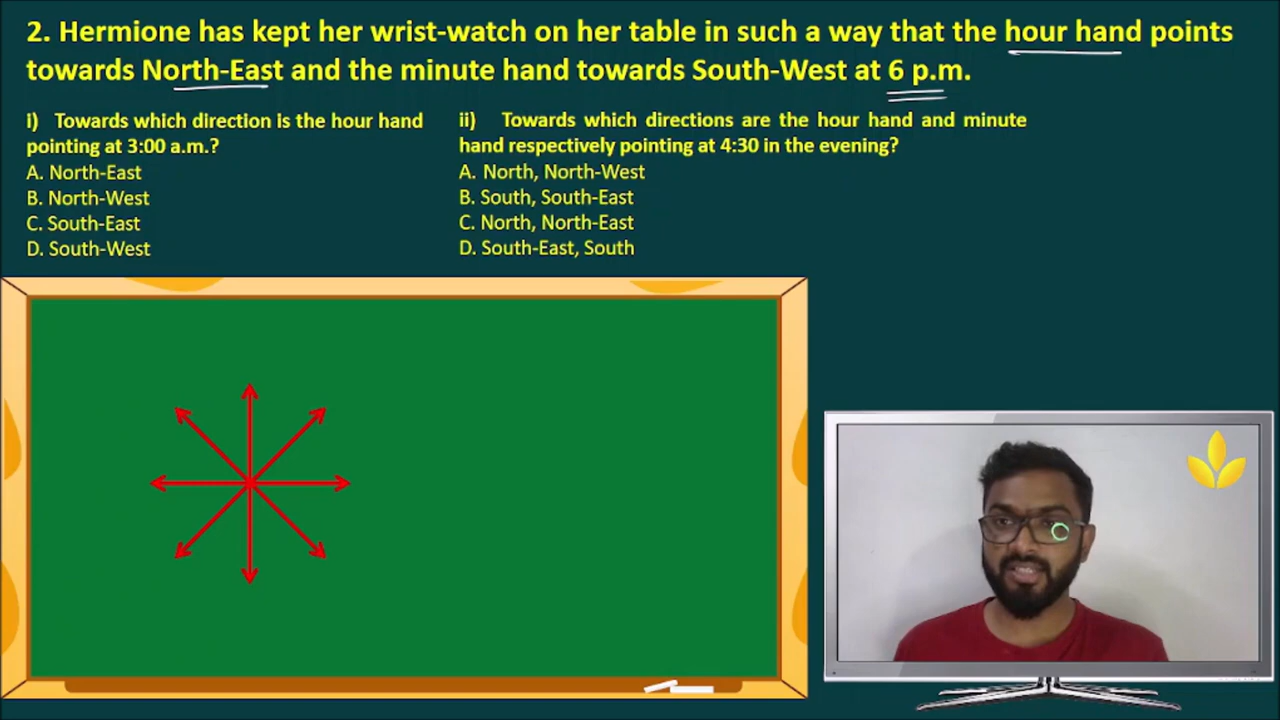 2. Hermione has kept her wrist-watch on her table in such a way that the hour hand points
towards North-East and the minute hand towards South-West at 6 p.m.
i) Towards which direction is the hour hand
pointing at 3:00 a.m.?
A. North-East
B. North-West
C. South-East
D. South-West
ii) Towards which directions are the hour hand and minute
hand respectively pointing at 4:30 in the evening?
A. North, North-West
B. South, South-East
C. North, North-East
D. South-East, South